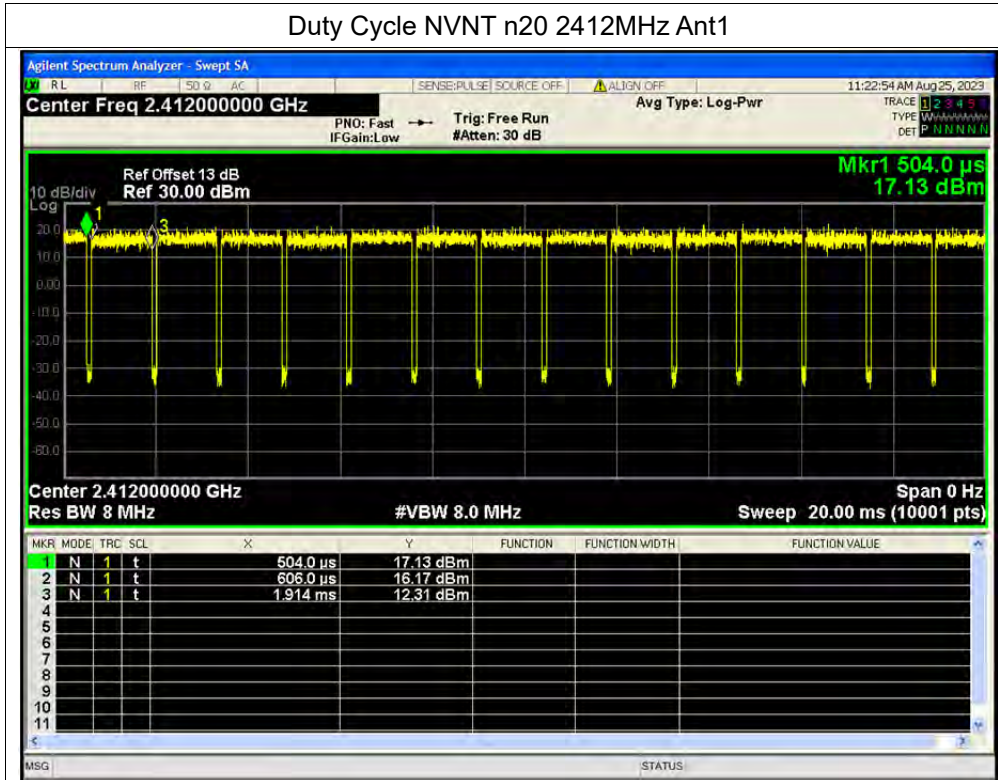 Duty Cycle NVNT n20 2412MHz Ant1
Agilent Spectrum Analyzer - Swept SA
RL RF 50 Ω AC SENSE:PULSE SOURCE OFF ALIGN OFF 11:22:54 AM Aug 25, 2023
Center Freq 2.412000000 GHz Avg Type: Log-Pwr TRACE 1 2 3 4 5 6
PNO: Fast Trig: Free Run TYPE W
IFGain:Low #Atten: 30 dB DET P N N N N N
Mkr1 504.0 µs
Ref Offset 13 dB 17.13 dBm
10 dB/div Ref 30.00 dBm
Log
1
3
20.0
10.0
0.00
-10.0
-20.0
-30.0
-40.0
-50.0
-60.0
Center 2.412000000 GHz Span 0 Hz
Res BW 8 MHz #VBW 8.0 MHz Sweep 20.00 ms (10001 pts)
MKR MODE TRC SCL X Y FUNCTION FUNCTION WIDTH FUNCTION VALUE
1 N 1 t 504.0 µs 17.13 dBm
2 N 1 t 606.0 µs 16.17 dBm
3 N 1 t 1.914 ms 12.31 dBm
4
5
6
7
8
9
10
11
MSG STATUS